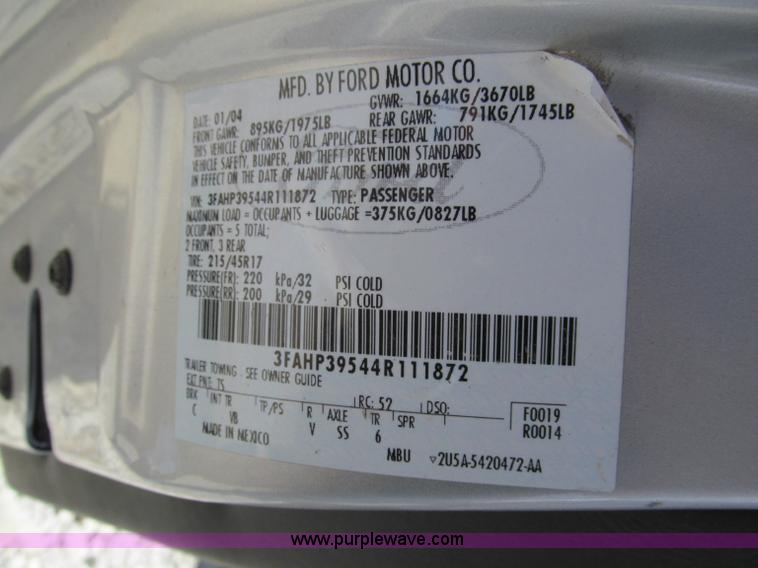 MFD. BY FORD MOTOR CO.
DATE: 01/04 GVWR: 1664KG/3670LB
FRONT GAWR: 895KG/1975LB REAR GAWR: 791KG/1745LB
THIS VEHICLE CONFORMS TO ALL APPLICABLE FEDERAL MOTOR
VEHICLE SAFETY, BUMPER, AND THEFT PREVENTION STANDARDS
IN EFFECT ON THE DATE OF MANUFACTURE SHOWN ABOVE.
VIN: 3FAHP39544R111872 TYPE: PASSENGER
MAXIMUM LOAD = OCCUPANTS + LUGGAGE =375KG/0827LB
OCCUPANTS = 5 TOTAL;
2 FRONT, 3 REAR
TIRE: 215/45R17
PRESSURE(FR): 220 kPa/32 PSI COLD
PRESSURE(RR): 200 kPa/29 PSI COLD
3FAHP39544R111872
TRAILER TOWING - SEE OWNER GUIDE
EXT PNT: TS RC: 52 DSO: F0019
BRK INT TR TP/PS R AXLE TR SPR R0014
C VB V SS 6
MADE IN MEXICO MBU ▽2U5A-5420472-AA
www.purplewave.com